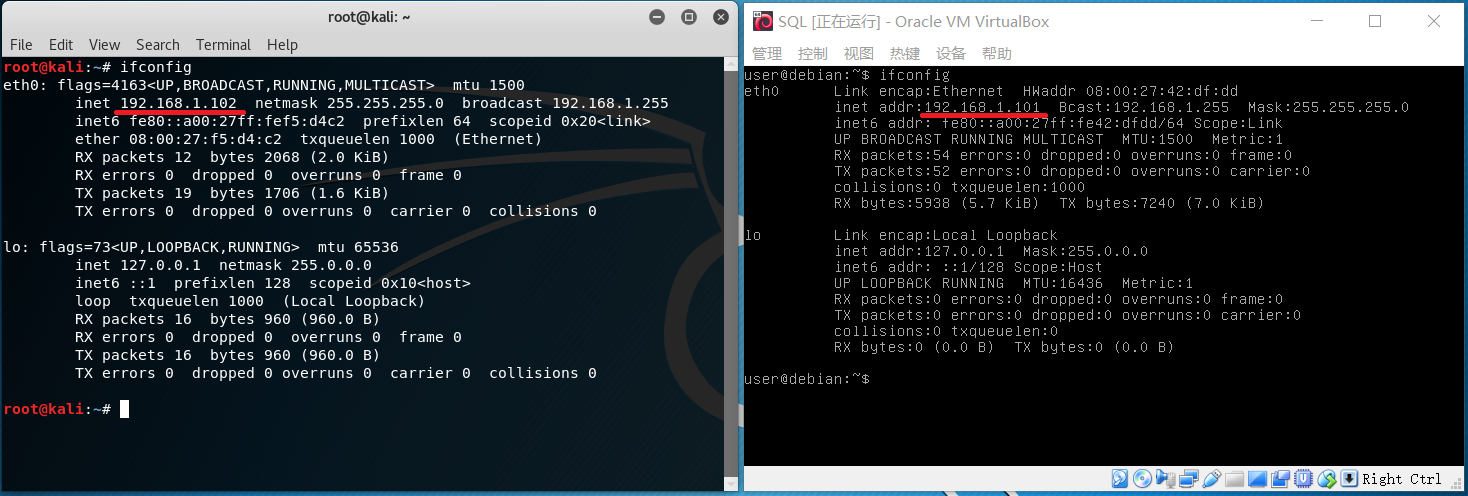 root@kali: ~
File Edit View Search Terminal Help
root@kali:~# ifconfig
eth0: flags=4163<UP,BROADCAST,RUNNING,MULTICAST>  mtu 1500
        inet 192.168.1.102  netmask 255.255.255.0  broadcast 192.168.1.255
        inet6 fe80::a00:27ff:fef5:d4c2  prefixlen 64  scopeid 0x20<link>
        ether 08:00:27:f5:d4:c2  txqueuelen 1000  (Ethernet)
        RX packets 12  bytes 2068 (2.0 KiB)
        RX errors 0  dropped 0  overruns 0  frame 0
        TX packets 19  bytes 1706 (1.6 KiB)
        TX errors 0  dropped 0 overruns 0  carrier 0  collisions 0
lo: flags=73<UP,LOOPBACK,RUNNING>  mtu 65536
        inet 127.0.0.1  netmask 255.0.0.0
        inet6 ::1  prefixlen 128  scopeid 0x10<host>
        loop  txqueuelen 1000  (Local Loopback)
        RX packets 16  bytes 960 (960.0 B)
        RX errors 0  dropped 0  overruns 0  frame 0
        TX packets 16  bytes 960 (960.0 B)
        TX errors 0  dropped 0 overruns 0  carrier 0  collisions 0
root@kali:~#
SQL [正在运行] - Oracle VM VirtualBox
管理 控制 视图 热键 设备 帮助
user@debian:~$ ifconfig
eth0      Link encap:Ethernet  HWaddr 08:00:27:42:df:dd
          inet addr:192.168.1.101  Bcast:192.168.1.255  Mask:255.255.255.0
          inet6 addr: fe80::a00:27ff:fe42:dfdd/64 Scope:Link
          UP BROADCAST RUNNING MULTICAST  MTU:1500  Metric:1
          RX packets:54 errors:0 dropped:0 overruns:0 frame:0
          TX packets:52 errors:0 dropped:0 overruns:0 carrier:0
          collisions:0 txqueuelen:1000
          RX bytes:5938 (5.7 KiB)  TX bytes:7240 (7.0 KiB)
lo        Link encap:Local Loopback
          inet addr:127.0.0.1  Mask:255.0.0.0
          inet6 addr: ::1/128 Scope:Host
          UP LOOPBACK RUNNING  MTU:16436  Metric:1
          RX packets:0 errors:0 dropped:0 overruns:0 frame:0
          TX packets:0 errors:0 dropped:0 overruns:0 carrier:0
          collisions:0 txqueuelen:0
          RX bytes:0 (0.0 B)  TX bytes:0 (0.0 B)
user@debian:~$
Right Ctrl